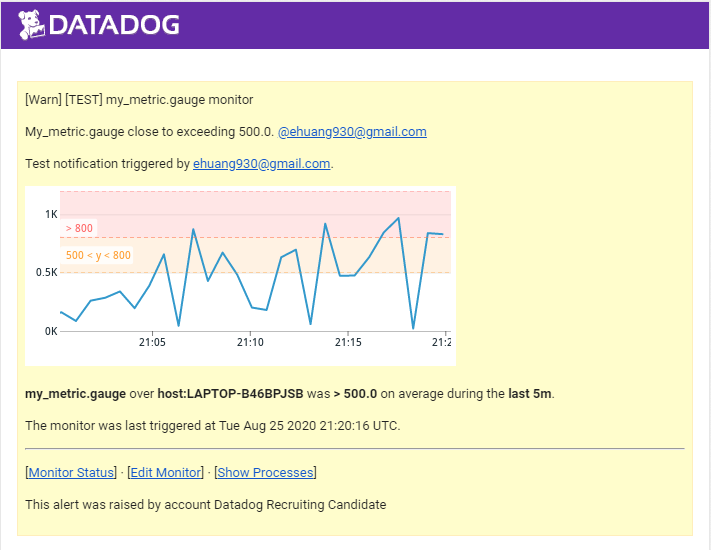 DATADOG
[Warn] [TEST] my_metric.gauge monitor
My_metric.gauge close to exceeding 500.0. @ehuang930@gmail.com
Test notification triggered by ehuang930@gmail.com.
1K
> 800
500 < y < 800
0.5K
0K
21:05 21:10 21:15 21:2
my_metric.gauge over host:LAPTOP-B46BPJSB was > 500.0 on average during the last 5m.
The monitor was last triggered at Tue Aug 25 2020 21:20:16 UTC.
[Monitor Status] · [Edit Monitor] · [Show Processes]
This alert was raised by account Datadog Recruiting Candidate